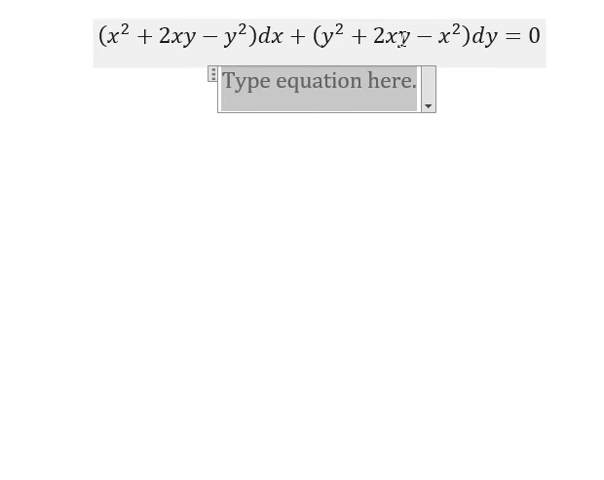 (x² + 2xy − y²)dx + (y² + 2xy − x²)dy = 0
Type equation here.